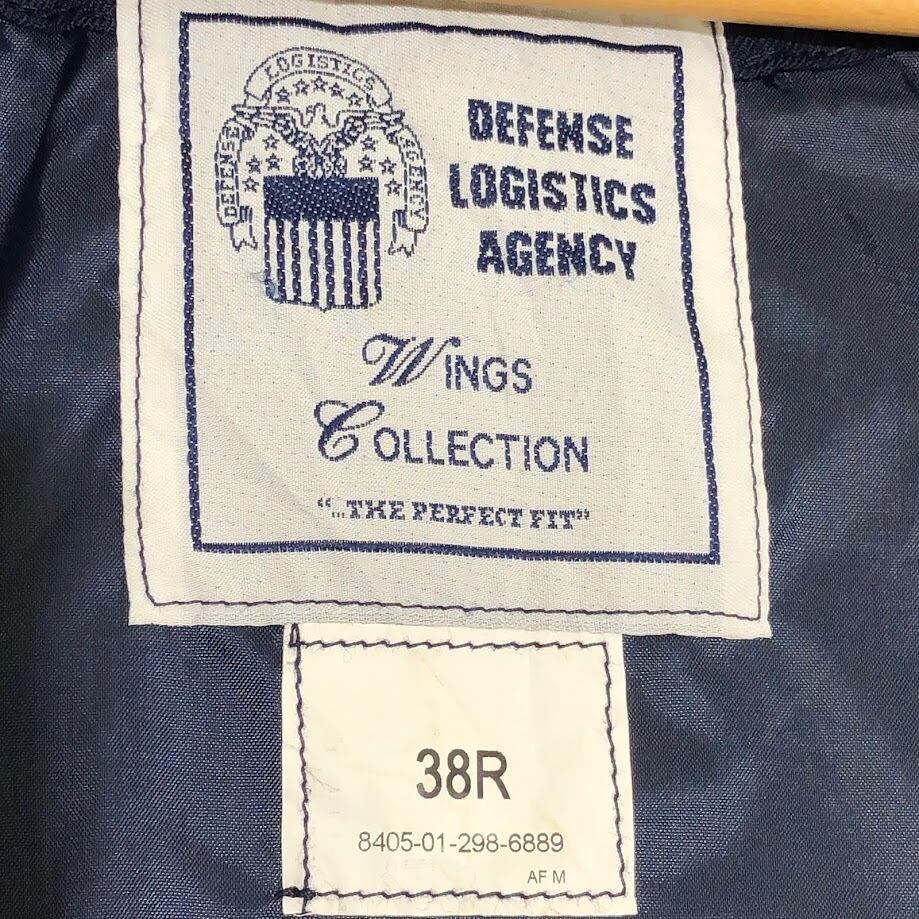 LOGISTICS
DEFENSE
AGENCY
DEFENSE
LOGISTICS
AGENCY
WINGS
COLLECTION
“...THE PERFECT FIT”
38R
8405-01-298-6889
AF M